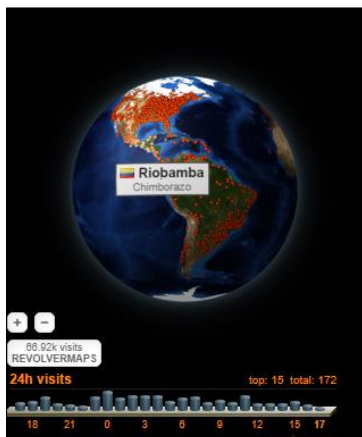 Riobamba
Chimborazo
+ −
66.92k visits
REVOLVERMAPS
24h visits top: 15 total: 172
18 21 0 3 6 9 12 15 17